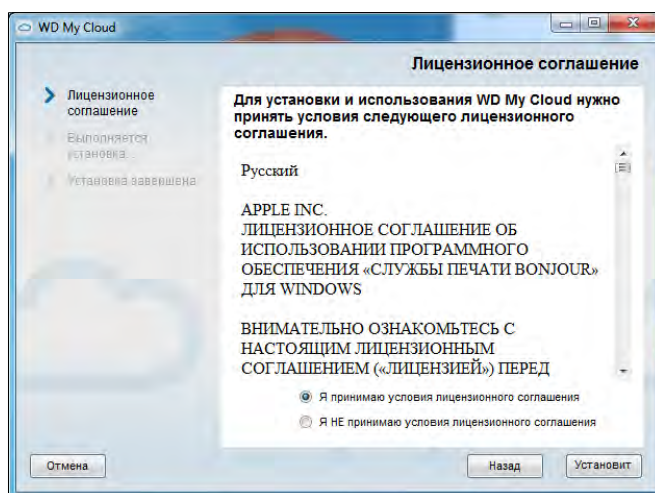 WD My Cloud
Лицензионное соглашение
Лицензионное
соглашение
Выполняется
установка...
Установка завершена
Для установки и использования WD My Cloud нужно
принять условия следующего лицензионного
соглашения.
Русский
APPLE INC.
ЛИЦЕНЗИОННОЕ СОГЛАШЕНИЕ ОБ
ИСПОЛЬЗОВАНИИ ПРОГРАММНОГО
ОБЕСПЕЧЕНИЯ «СЛУЖБЫ ПЕЧАТИ BONJOUR»
ДЛЯ WINDOWS
ВНИМАТЕЛЬНО ОЗНАКОМЬТЕСЬ С
НАСТОЯЩИМ ЛИЦЕНЗИОННЫМ
СОГЛАШЕНИЕМ («ЛИЦЕНЗИЕЙ») ПЕРЕД
Я принимаю условия лицензионного соглашения
Я НЕ принимаю условия лицензионного соглашения
Отмена
Назад
Установит